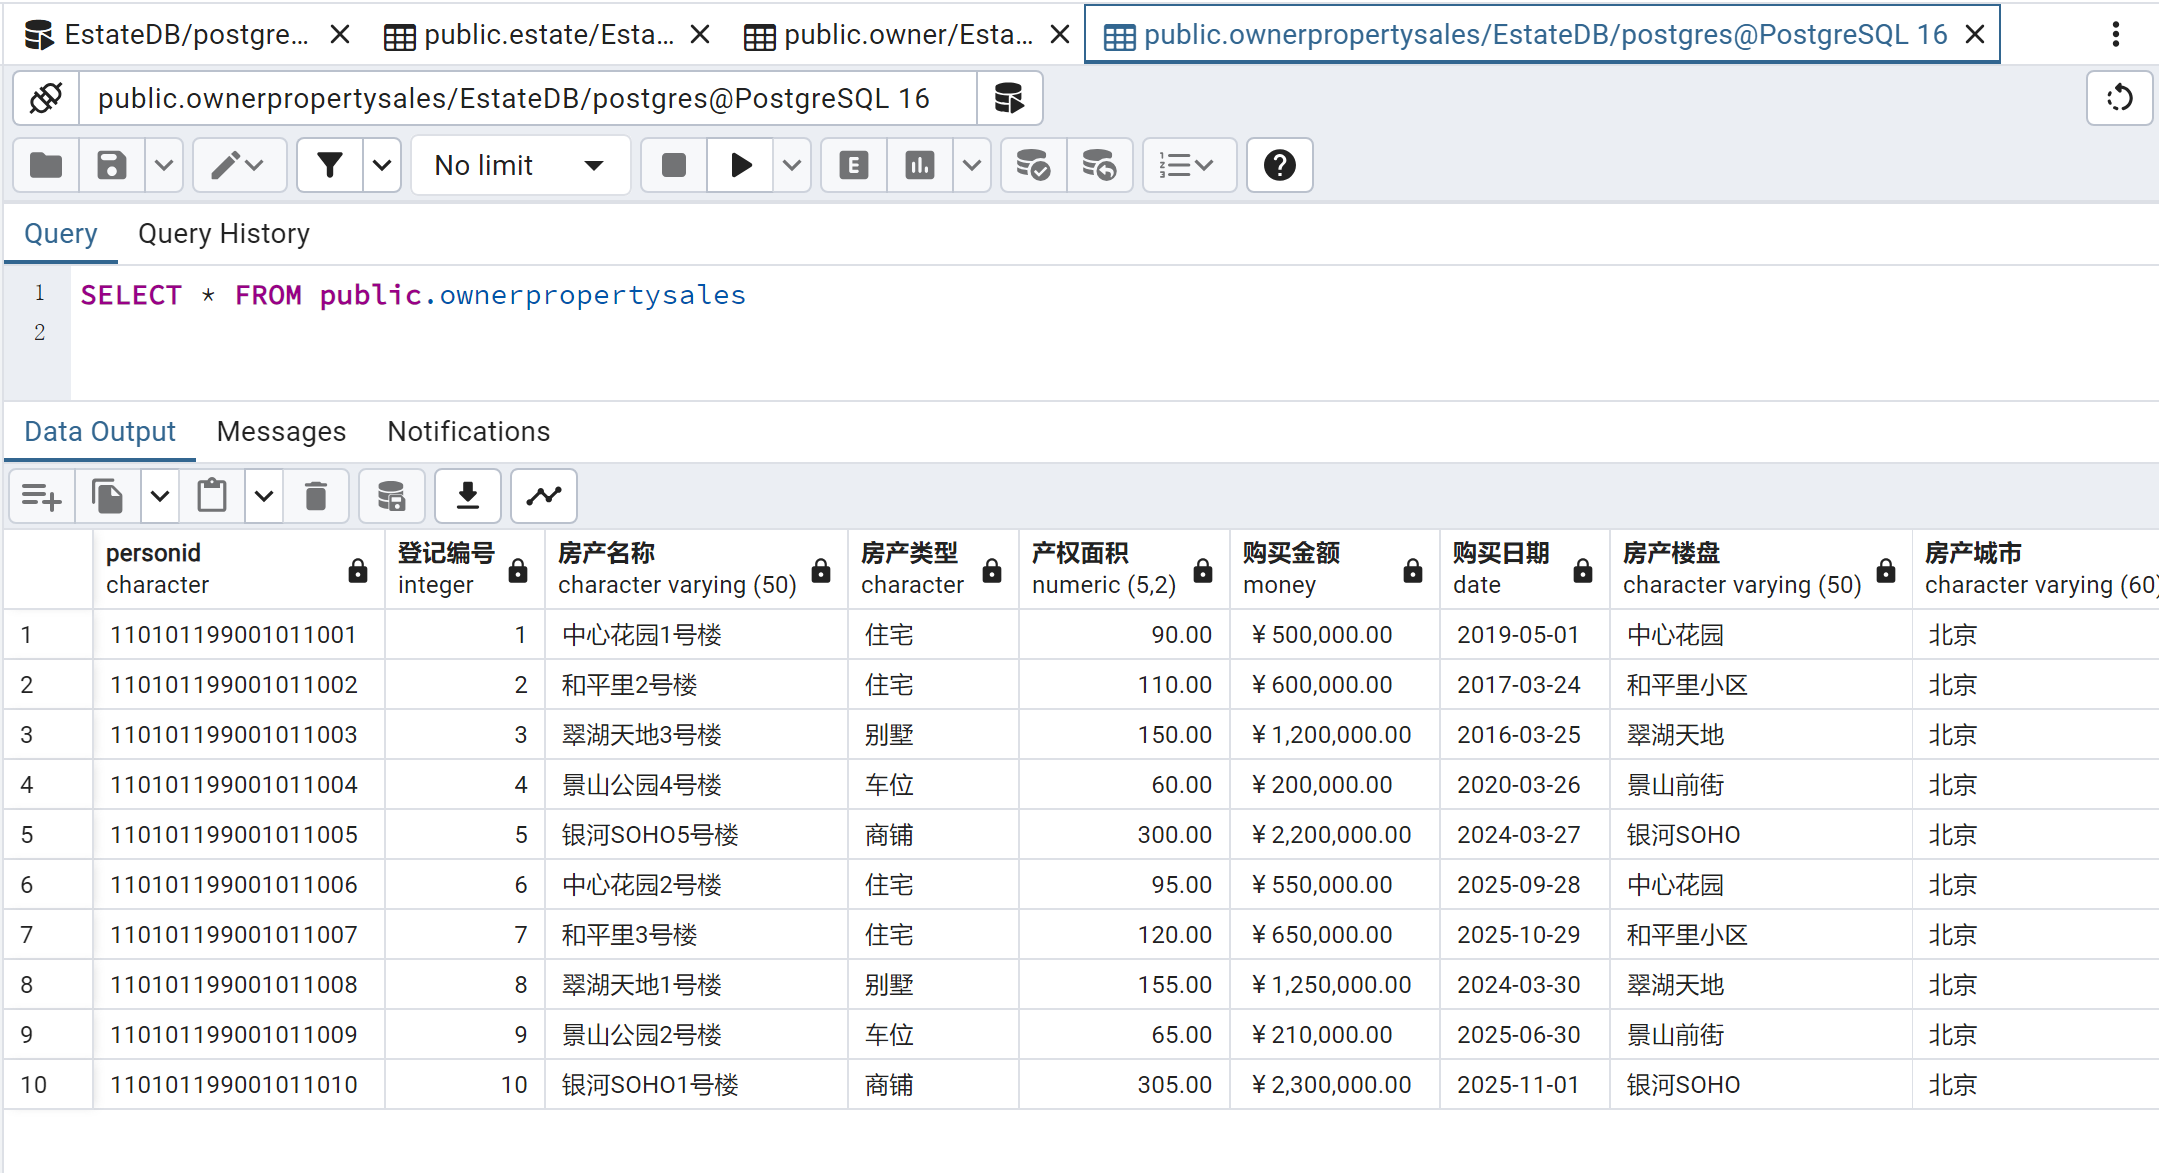 EstateDB/postgre... public.estate/Esta... public.owner/Esta... public.ownerpropertysales/EstateDB/postgres@PostgreSQL 16
public.ownerpropertysales/EstateDB/postgres@PostgreSQL 16
No limit E
Query Query History
1 SELECT * FROM public.ownerpropertysales
2
Data Output Messages Notifications
personid 登记编号 房产名称 房产类型 产权面积 购买金额 购买日期 房产楼盘 房产城市
character integer character varying (50) character numeric (5,2) money date character varying (50) character varying (60)
1 110101199001011001 1 中心花园1号楼 住宅 90.00 ¥500,000.00 2019-05-01 中心花园 北京
2 110101199001011002 2 和平里2号楼 住宅 110.00 ¥600,000.00 2017-03-24 和平里小区 北京
3 110101199001011003 3 翠湖天地3号楼 别墅 150.00 ¥1,200,000.00 2016-03-25 翠湖天地 北京
4 110101199001011004 4 景山公园4号楼 车位 60.00 ¥200,000.00 2020-03-26 景山前街 北京
5 110101199001011005 5 银河SOHO5号楼 商铺 300.00 ¥2,200,000.00 2024-03-27 银河SOHO 北京
6 110101199001011006 6 中心花园2号楼 住宅 95.00 ¥550,000.00 2025-09-28 中心花园 北京
7 110101199001011007 7 和平里3号楼 住宅 120.00 ¥650,000.00 2025-10-29 和平里小区 北京
8 110101199001011008 8 翠湖天地1号楼 别墅 155.00 ¥1,250,000.00 2024-03-30 翠湖天地 北京
9 110101199001011009 9 景山公园2号楼 车位 65.00 ¥210,000.00 2025-06-30 景山前街 北京
10 110101199001011010 10 银河SOHO1号楼 商铺 305.00 ¥2,300,000.00 2025-11-01 银河SOHO 北京